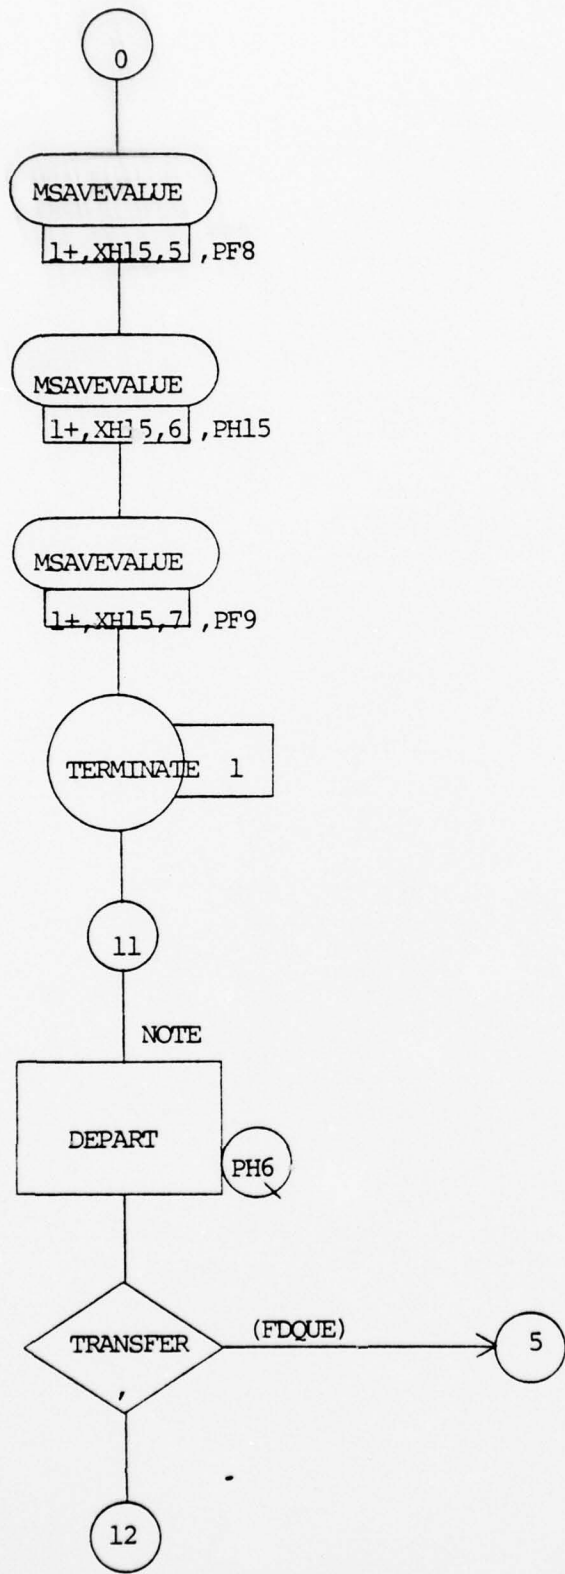 0
MSAVEVALUE
1+,XH15,5 ,PF8
MSAVEVALUE
1+,XH15,6 ,PH15
MSAVEVALUE
1+,XH15,7 ,PF9
TERMINATE 1
11
NOTE
DEPART
PH6
(FDQUE)
TRANSFER
5
,
12